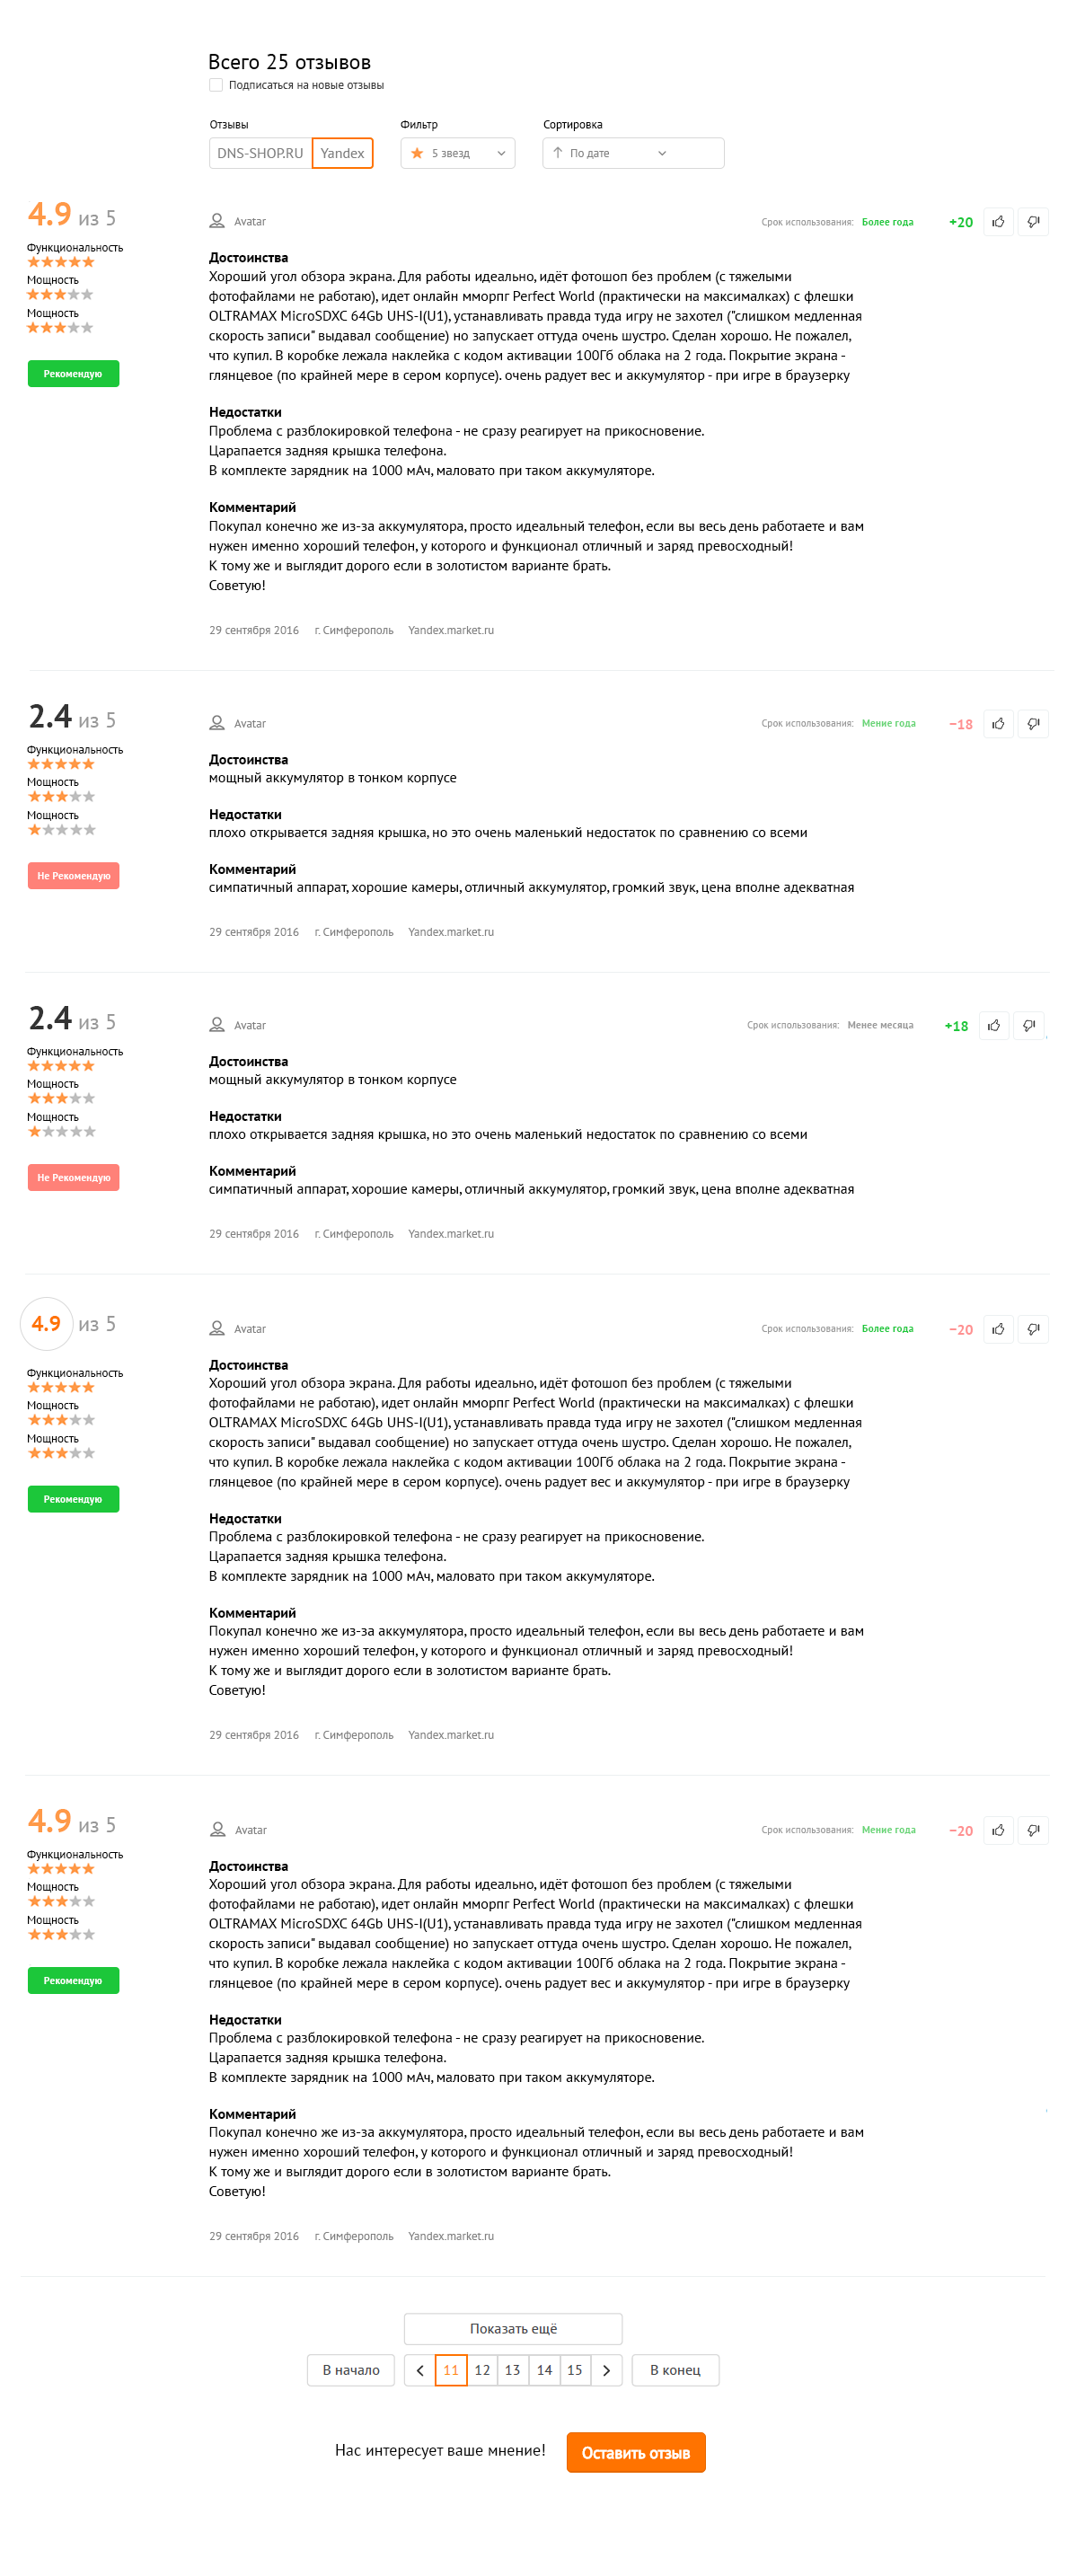 Всего 25 отзывов
Подписаться на новые отзывы
Отзывы Фильтр Сортировка
DNS-SHOP.RU Yandex 5 звезд По дате
4.9 из 5
Функциональность
Мощность
Мощность
Рекомендую
Avatar Срок использования: Более года +20
Достоинства
Хороший угол обзора экрана. Для работы идеально, идёт фотошоп без проблем (с тяжелыми
фотофайлами не работаю), идет онлайн мморпг Perfect World (практически на максималках) с флешки
OLTRAMAX MicroSDXC 64Gb UHS-I(U1), устанавливать правда туда игру не захотел ("слишком медленная
скорость записи" выдавал сообщение) но запускает оттуда очень шустро. Сделан хорошо. Не пожалел,
что купил. В коробке лежала наклейка с кодом активации 100Гб облака на 2 года. Покрытие экрана -
глянцевое (по крайней мере в сером корпусе). очень радует вес и аккумулятор - при игре в браузерку
Недостатки
Проблема с разблокировкой телефона - не сразу реагирует на прикосновение.
Царапается задняя крышка телефона.
В комплекте зарядник на 1000 мАч, маловато при таком аккумуляторе.
Комментарий
Покупал конечно же из-за аккумулятора, просто идеальный телефон, если вы весь день работаете и вам
нужен именно хороший телефон, у которого и функционал отличный и заряд превосходный!
К тому же и выглядит дорого если в золотистом варианте брать.
Советую!
29 сентября 2016 г. Симферополь Yandex.market.ru
2.4 из 5
Функциональность
Мощность
Мощность
Не Рекомендую
Avatar Срок использования: Мение года −18
Достоинства
мощный аккумулятор в тонком корпусе
Недостатки
плохо открывается задняя крышка, но это очень маленький недостаток по сравнению со всеми
Комментарий
симпатичный аппарат, хорошие камеры, отличный аккумулятор, громкий звук, цена вполне адекватная
29 сентября 2016 г. Симферополь Yandex.market.ru
2.4 из 5
Функциональность
Мощность
Мощность
Не Рекомендую
Avatar Срок использования: Менее месяца +18
Достоинства
мощный аккумулятор в тонком корпусе
Недостатки
плохо открывается задняя крышка, но это очень маленький недостаток по сравнению со всеми
Комментарий
симпатичный аппарат, хорошие камеры, отличный аккумулятор, громкий звук, цена вполне адекватная
29 сентября 2016 г. Симферополь Yandex.market.ru
4.9 из 5
Функциональность
Мощность
Мощность
Рекомендую
Avatar Срок использования: Более года −20
Достоинства
Хороший угол обзора экрана. Для работы идеально, идёт фотошоп без проблем (с тяжелыми
фотофайлами не работаю), идет онлайн мморпг Perfect World (практически на максималках) с флешки
OLTRAMAX MicroSDXC 64Gb UHS-I(U1), устанавливать правда туда игру не захотел ("слишком медленная
скорость записи" выдавал сообщение) но запускает оттуда очень шустро. Сделан хорошо. Не пожалел,
что купил. В коробке лежала наклейка с кодом активации 100Гб облака на 2 года. Покрытие экрана -
глянцевое (по крайней мере в сером корпусе). очень радует вес и аккумулятор - при игре в браузерку
Недостатки
Проблема с разблокировкой телефона - не сразу реагирует на прикосновение.
Царапается задняя крышка телефона.
В комплекте зарядник на 1000 мАч, маловато при таком аккумуляторе.
Комментарий
Покупал конечно же из-за аккумулятора, просто идеальный телефон, если вы весь день работаете и вам
нужен именно хороший телефон, у которого и функционал отличный и заряд превосходный!
К тому же и выглядит дорого если в золотистом варианте брать.
Советую!
29 сентября 2016 г. Симферополь Yandex.market.ru
4.9 из 5
Функциональность
Мощность
Мощность
Рекомендую
Avatar Срок использования: Мение года −20
Достоинства
Хороший угол обзора экрана. Для работы идеально, идёт фотошоп без проблем (с тяжелыми
фотофайлами не работаю), идет онлайн мморпг Perfect World (практически на максималках) с флешки
OLTRAMAX MicroSDXC 64Gb UHS-I(U1), устанавливать правда туда игру не захотел ("слишком медленная
скорость записи" выдавал сообщение) но запускает оттуда очень шустро. Сделан хорошо. Не пожалел,
что купил. В коробке лежала наклейка с кодом активации 100Гб облака на 2 года. Покрытие экрана -
глянцевое (по крайней мере в сером корпусе). очень радует вес и аккумулятор - при игре в браузерку
Недостатки
Проблема с разблокировкой телефона - не сразу реагирует на прикосновение.
Царапается задняя крышка телефона.
В комплекте зарядник на 1000 мАч, маловато при таком аккумуляторе.
Комментарий
Покупал конечно же из-за аккумулятора, просто идеальный телефон, если вы весь день работаете и вам
нужен именно хороший телефон, у которого и функционал отличный и заряд превосходный!
К тому же и выглядит дорого если в золотистом варианте брать.
Советую!
29 сентября 2016 г. Симферополь Yandex.market.ru
Показать ещё
В начало 11 12 13 14 15 В конец
Нас интересует ваше мнение! Оставить отзыв